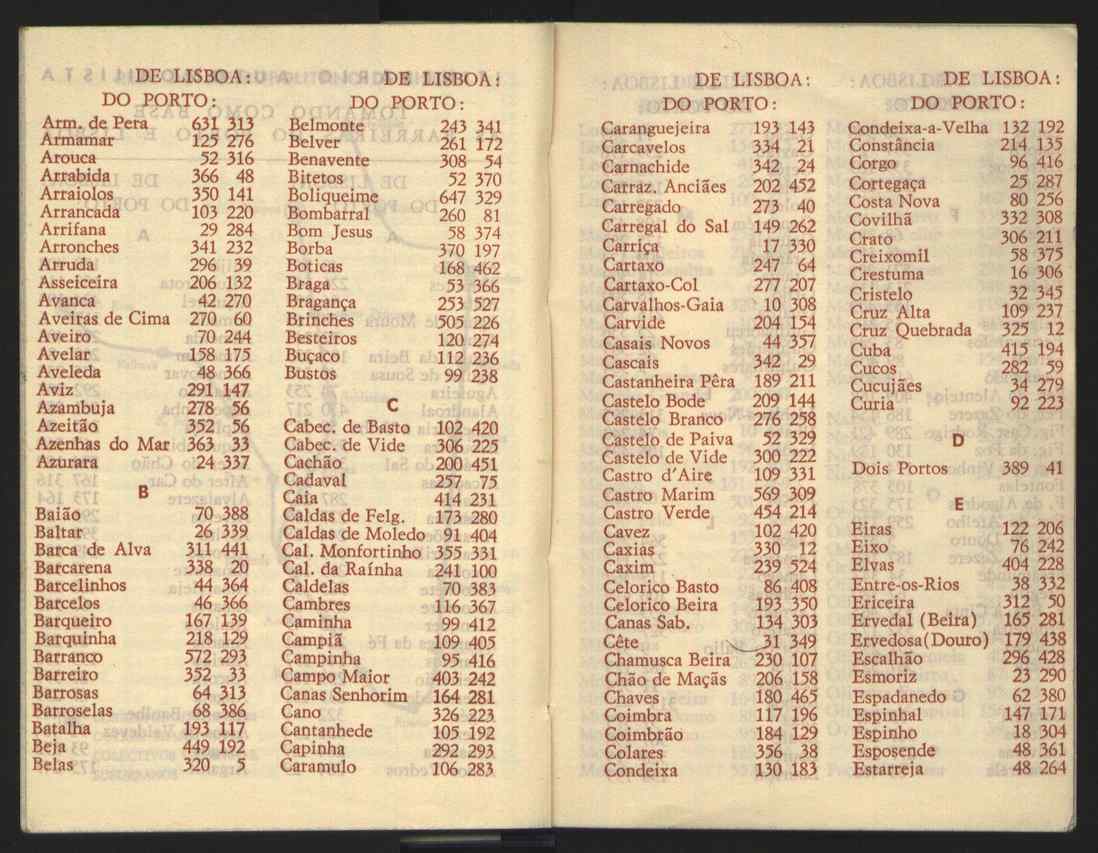 DE LISBOA:
DO PORTO:
Arm. de Pera 631 313
Armamar 125 276
Arouca 52 316
Arrabida 366 48
Arraiolos 350 141
Arrancada 103 220
Arrifana 29 284
Arronches 341 232
Arruda 296 39
Asseiceira 206 132
Avanca 42 270
Aveiras de Cima 270 60
Aveiro 70 244
Avelar 158 175
Aveleda 48 366
Aviz 291 147
Azambuja 278 56
Azeitão 352 56
Azenhas do Mar 363 33
Azurara 24 337
B
Baião 70 388
Baltar 26 339
Barca de Alva 311 441
Barcarena 338 20
Barcelinhos 44 364
Barcelos 46 366
Barqueiro 167 139
Barquinha 218 129
Barranco 572 293
Barreiro 352 33
Barrosas 64 313
Barroselas 68 386
Batalha 193 117
Beja 449 192
Belas 320 5
DE LISBOA:
DO PORTO:
Belmonte 243 341
Belver 261 172
Benavente 308 54
Bitetos 52 370
Boliqueime 647 329
Bombarral 260 81
Bom Jesus 58 374
Borba 370 197
Boticas 168 462
Braga 53 366
Bragança 253 527
Brinches 505 226
Besteiros 120 274
Buçaco 112 236
Bustos 99 238
C
Cabec. de Basto 102 420
Cabec. de Vide 306 225
Cachão 200 451
Cadaval 257 75
Caia 414 231
Caldas de Felg. 173 280
Caldas de Moledo 91 404
Cal. Monfortinho 355 331
Cal. da Raínha 241 100
Caldelas 70 383
Cambres 116 367
Caminha 99 412
Campiã 109 405
Campinha 95 416
Campo Maior 403 242
Canas Senhorim 164 281
Cano 326 223
Cantanhede 105 192
Capinha 292 293
Caramulo 106 283
DE LISBOA:
DO PORTO:
Caranguejeira 193 143
Carcavelos 334 21
Carnachide 342 24
Carraz. Anciães 202 452
Carregado 273 40
Carregal do Sal 149 262
Carriça 17 330
Cartaxo 247 64
Cartaxo-Col 277 207
Carvalhos-Gaia 10 308
Carvide 204 154
Casais Novos 44 357
Cascais 342 29
Castanheira Pêra 189 211
Castelo Bode 209 144
Castelo Branco 276 258
Castelo de Paiva 52 329
Castelo de Vide 300 222
Castro d'Aire 109 331
Castro Marim 569 309
Castro Verde 454 214
Cavez 102 420
Caxias 330 12
Caxim 239 524
Celorico Basto 86 408
Celorico Beira 193 350
Canas Sab. 134 303
Cête 31 349
Chamusca Beira 230 107
Chão de Maçãs 206 158
Chaves 180 465
Coimbra 117 196
Coimbrão 184 129
Colares 356 38
Condeixa 130 183
DE LISBOA:
DO PORTO:
Condeixa-a-Velha 132 192
Constância 214 135
Corgo 96 416
Cortegaça 25 287
Costa Nova 80 256
Covilhã 332 308
Crato 306 211
Creixomil 58 375
Crestuma 16 306
Cristelo 32 345
Cruz Alta 109 237
Cruz Quebrada 325 12
Cuba 415 194
Cucos 282 59
Cucujães 34 279
Curia 92 223
D
Dois Portos 389 41
E
Eiras 122 206
Eixo 76 242
Elvas 404 228
Entre-os-Rios 38 332
Ericeira 312 50
Ervedal (Beira) 165 281
Ervedosa(Douro) 179 438
Escalhão 296 428
Esmoriz 23 290
Espadanedo 62 380
Espinhal 147 171
Espinho 18 304
Esposende 48 361
Estarreja 48 264